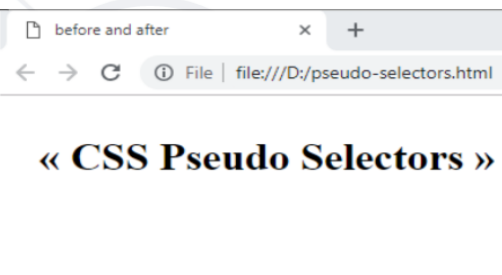 before and after
File | file:///D:/pseudo-selectors.html
« CSS Pseudo Selectors »